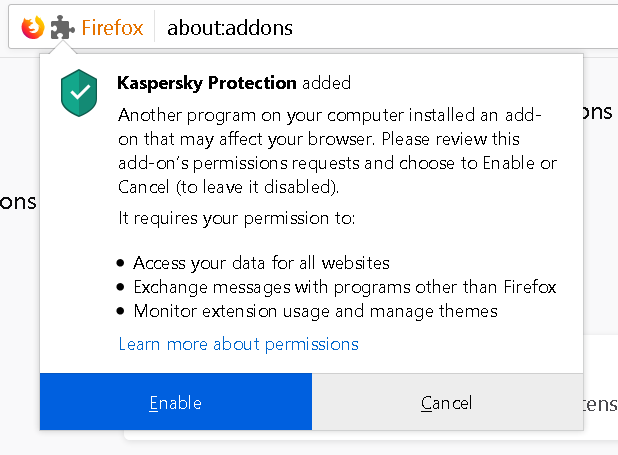 Firefox about:addons
Kaspersky Protection added
Another program on your computer installed an add-
on that may affect your browser. Please review this
add-on's permissions requests and choose to Enable or
Cancel (to leave it disabled).
It requires your permission to:
• Access your data for all websites
• Exchange messages with programs other than Firefox
• Monitor extension usage and manage themes
Learn more about permissions
Enable Cancel